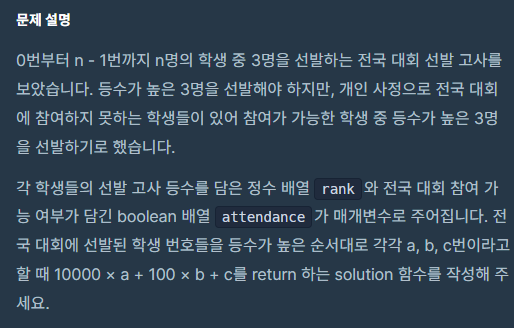 문제 설명
0번부터 n - 1번까지 n명의 학생 중 3명을 선발하는 전국 대회 선발 고사를
보았습니다. 등수가 높은 3명을 선발해야 하지만, 개인 사정으로 전국 대회
에 참여하지 못하는 학생들이 있어 참여가 가능한 학생 중 등수가 높은 3명
을 선발하기로 했습니다.
각 학생들의 선발 고사 등수를 담은 정수 배열 rank 와 전국 대회 참여 가
능 여부가 담긴 boolean 배열 attendance 가 매개변수로 주어집니다. 전
국 대회에 선발된 학생 번호들을 등수가 높은 순서대로 각각 a, b, c번이라고
할 때 10000 × a + 100 × b + c를 return 하는 solution 함수를 작성해 주
세요.